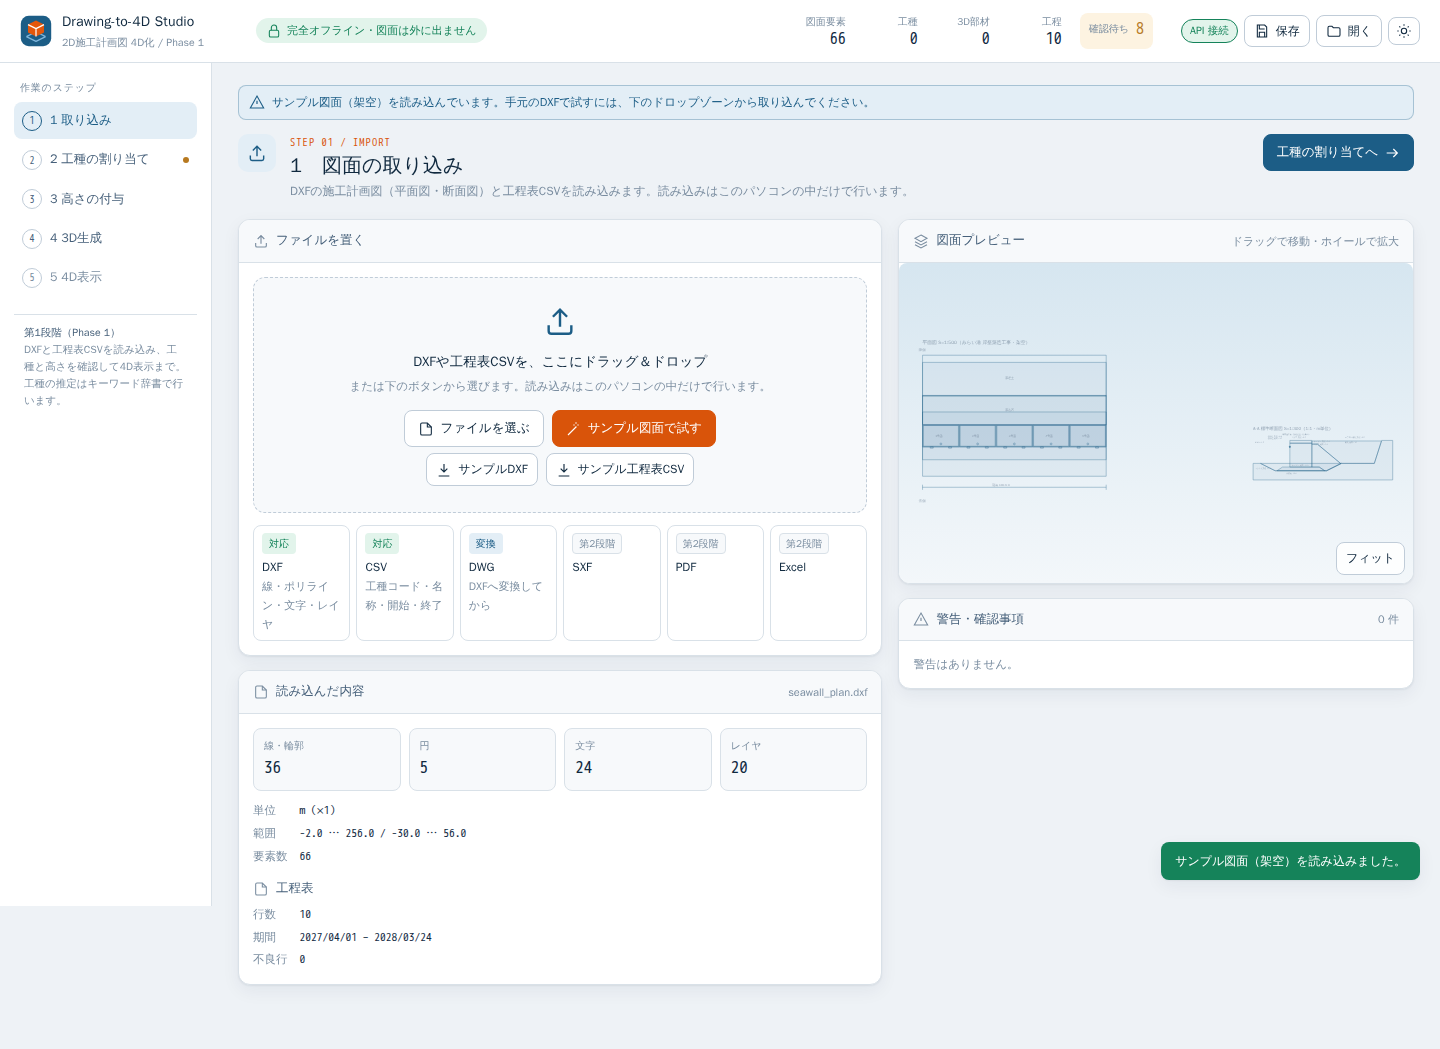 Drawing-to-4D Studio
2D施工計画図 4D化 / Phase 1
完全オフライン・図面は外に出ません
図面要素
66
工種
0
3D部材
0
工程
10
確認待ち 8
API 接続
保存
開く
作業のステップ
1 1 取り込み
2 2 工種の割り当て
3 3 高さの付与
4 4 3D生成
5 5 4D表示
第1段階（Phase 1）
DXFと工程表CSVを読み込み、工
種と高さを確認して4D表示まで。
工種の推定はキーワード辞書で行
います。
サンプル図面（架空）を読み込んでいます。手元のDXFで試すには、下のドロップゾーンから取り込んでください。
STEP 01 / IMPORT
1　図面の取り込み
DXFの施工計画図（平面図・断面図）と工程表CSVを読み込みます。読み込みはこのパソコンの中だけで行います。
工種の割り当てへ →
ファイルを置く
DXFや工程表CSVを、ここにドラッグ＆ドロップ
または下のボタンから選びます。読み込みはこのパソコンの中だけで行います。
ファイルを選ぶ
サンプル図面で試す
サンプルDXF
サンプル工程表CSV
対応
DXF
線・ポリライ
ン・文字・レイ
ヤ
対応
CSV
工種コード・名
称・開始・終了
変換
DWG
DXFへ変換して
から
第2段階
SXF
第2段階
PDF
第2段階
Excel
読み込んだ内容
seawall_plan.dxf
線・輪郭
36
円
5
文字
24
レイヤ
20
単位 m (×1)
範囲 -2.0 … 256.0 / -30.0 … 56.0
要素数 66
工程表
行数 10
期間 2027/04/01 – 2028/03/24
不良行 0
図面プレビュー
ドラッグで移動・ホイールで拡大
フィット
警告・確認事項
0 件
警告はありません。
サンプル図面（架空）を読み込みました。